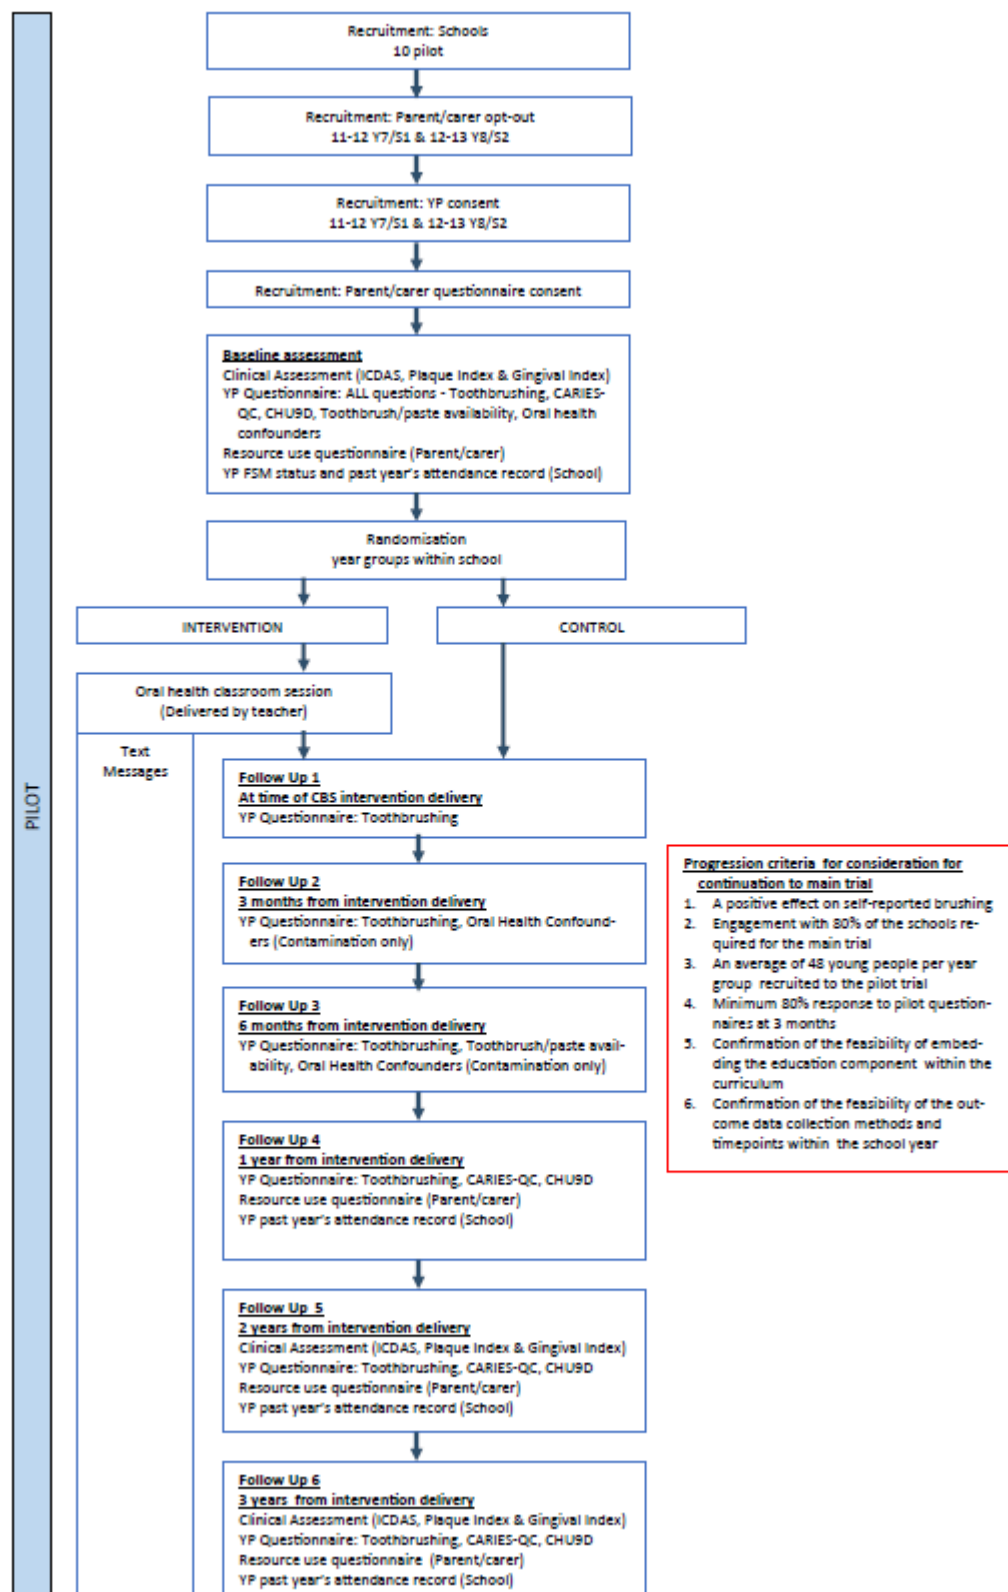 PILOT
Recruitment: Schools
10 pilot
Recruitment: Parent/carer opt-out
11-12 Y7/S1 & 12-13 Y8/S2
Recruitment: YP consent
11-12 Y7/S1 & 12-13 Y8/S2
Recruitment: Parent/carer questionnaire consent
Baseline assessment
Clinical Assessment (ICDAS, Plaque Index & Gingival Index)
YP Questionnaire: ALL questions - Toothbrushing, CARIES-
QC, CHU9D, Toothbrush/paste availability, Oral health
confounders
Resource use questionnaire (Parent/carer)
YP FSM status and past year's attendance record (School)
Randomisation
year groups within school
INTERVENTION
CONTROL
Oral health classroom session
(Delivered by teacher)
Text
Messages
Follow Up 1
At time of CBS intervention delivery
YP Questionnaire: Toothbrushing
Follow Up 2
3 months from intervention delivery
YP Questionnaire: Toothbrushing, Oral Health Confound-
ers (Contamination only)
Follow Up 3
6 months from intervention delivery
YP Questionnaire: Toothbrushing, Toothbrush/paste avail-
ability, Oral Health Confounders (Contamination only)
Follow Up 4
1 year from intervention delivery
YP Questionnaire: Toothbrushing, CARIES-QC, CHU9D
Resource use questionnaire (Parent/carer)
YP past year's attendance record (School)
Follow Up 5
2 years from intervention delivery
Clinical Assessment (ICDAS, Plaque Index & Gingival Index)
YP Questionnaire: Toothbrushing, CARIES-QC, CHU9D
Resource use questionnaire (Parent/carer)
YP past year's attendance record (School)
Follow Up 6
3 years from intervention delivery
Clinical Assessment (ICDAS, Plaque Index & Gingival Index)
YP Questionnaire: Toothbrushing, CARIES-QC, CHU9D
Resource use questionnaire (Parent/carer)
YP past year's attendance record (School)
Progression criteria for consideration for
continuation to main trial
1. A positive effect on self-reported brushing
2. Engagement with 80% of the schools re-
quired for the main trial
3. An average of 48 young people per year
group recruited to the pilot trial
4. Minimum 80% response to pilot question-
naires at 3 months
5. Confirmation of the feasibility of embed-
ding the education component within the
curriculum
6. Confirmation of the feasibility of the out-
come data collection methods and
timepoints within the school year